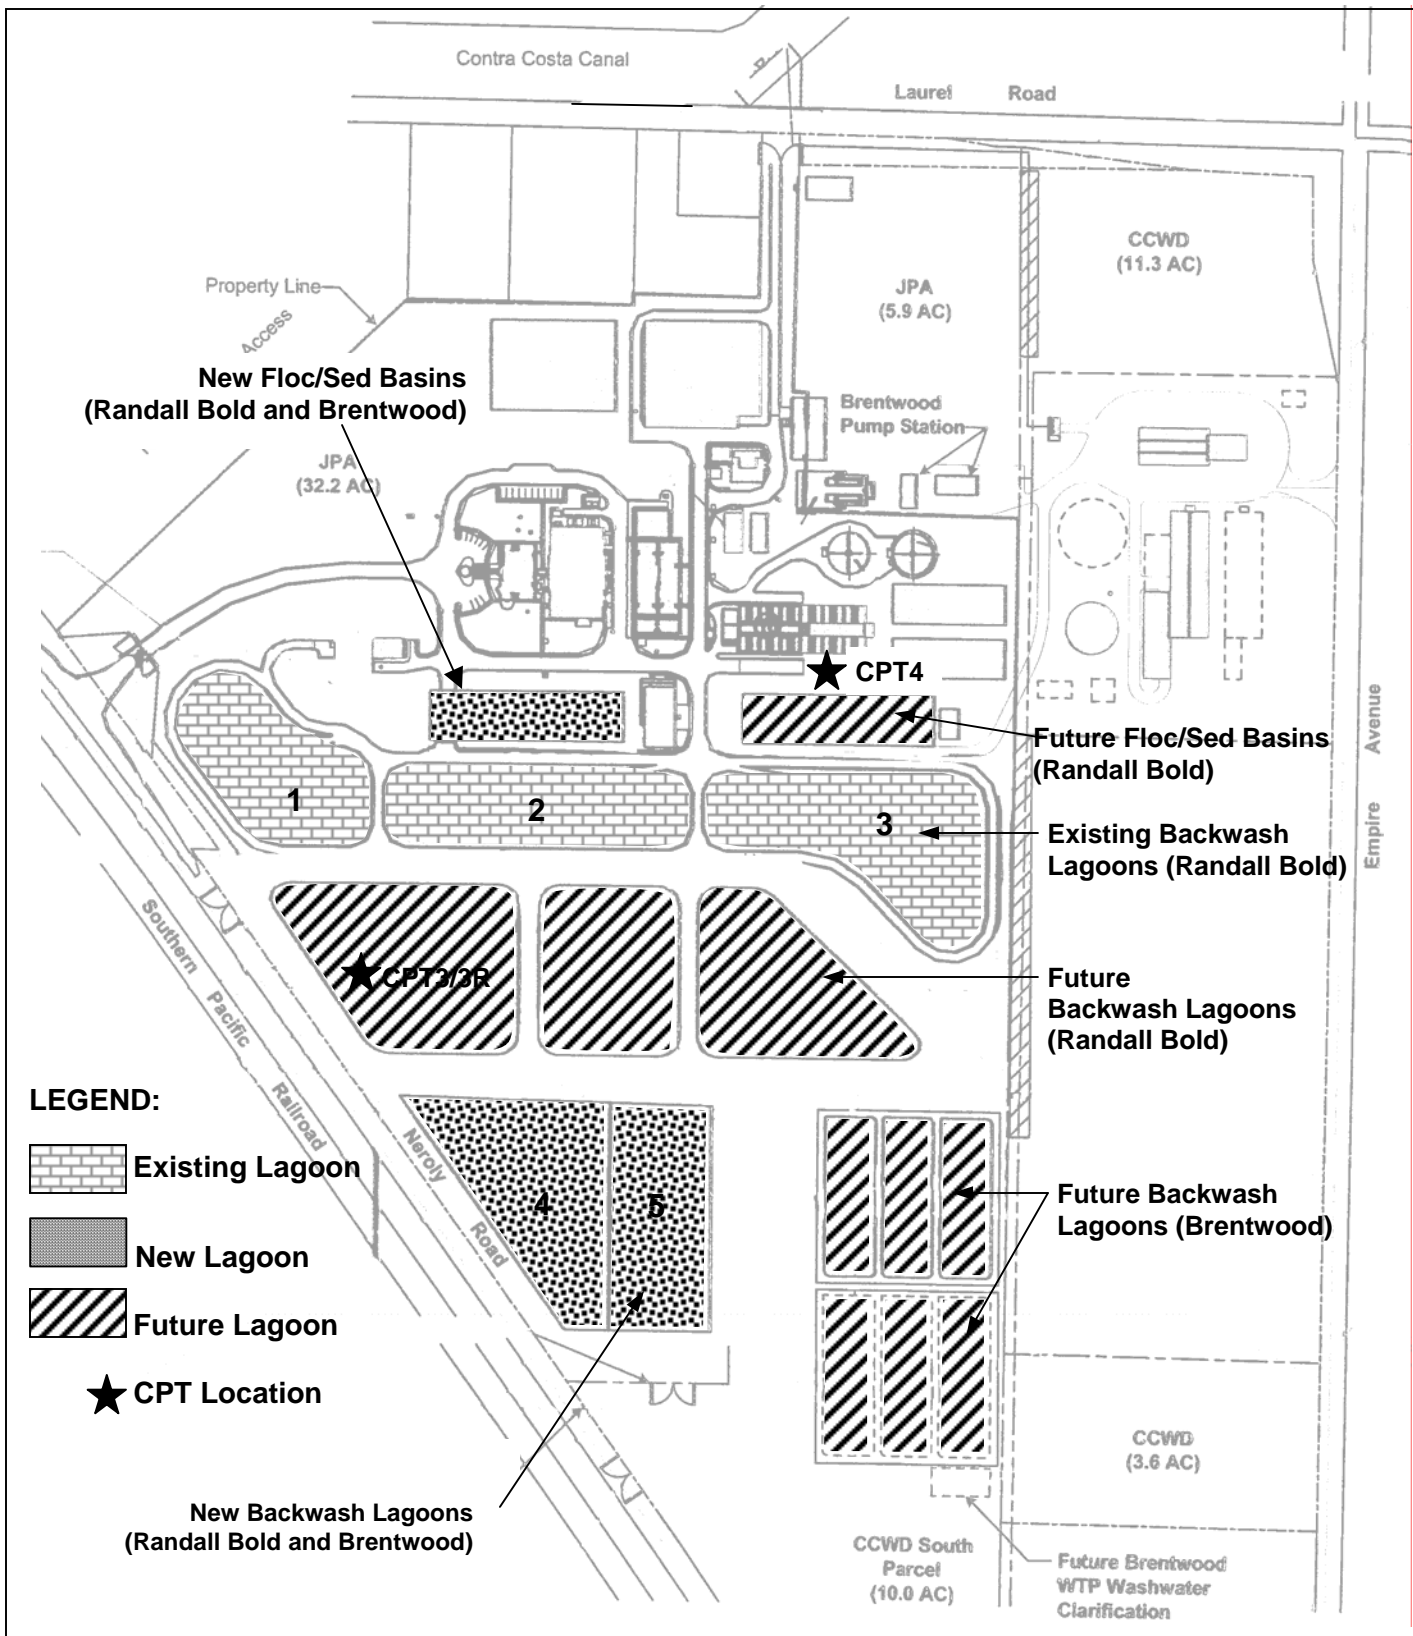 Contra Costa Canal
Laurel Road
CCWD
(11.3 AC)
Property Line
JPA
(5.9 AC)
Access
New Floc/Sed Basins
(Randall Bold and Brentwood)
Brentwood
Pump Station
JPA
(32.2 AC)
CPT4
Future Floc/Sed Basins
(Randall Bold)
Empire Avenue
1
2
3
Existing Backwash
Lagoons (Randall Bold)
Southern Pacific Railroad
CPT3/3R
Future
Backwash Lagoons
(Randall Bold)
LEGEND:
Existing Lagoon
New Lagoon
Future Lagoon
CPT Location
Neroly Road
4
5
Future Backwash
Lagoons (Brentwood)
CCWD
(3.6 AC)
New Backwash Lagoons
(Randall Bold and Brentwood)
CCWD South
Parcel
(10.0 AC)
Future Brentwood
WTP Washwater
Clarification